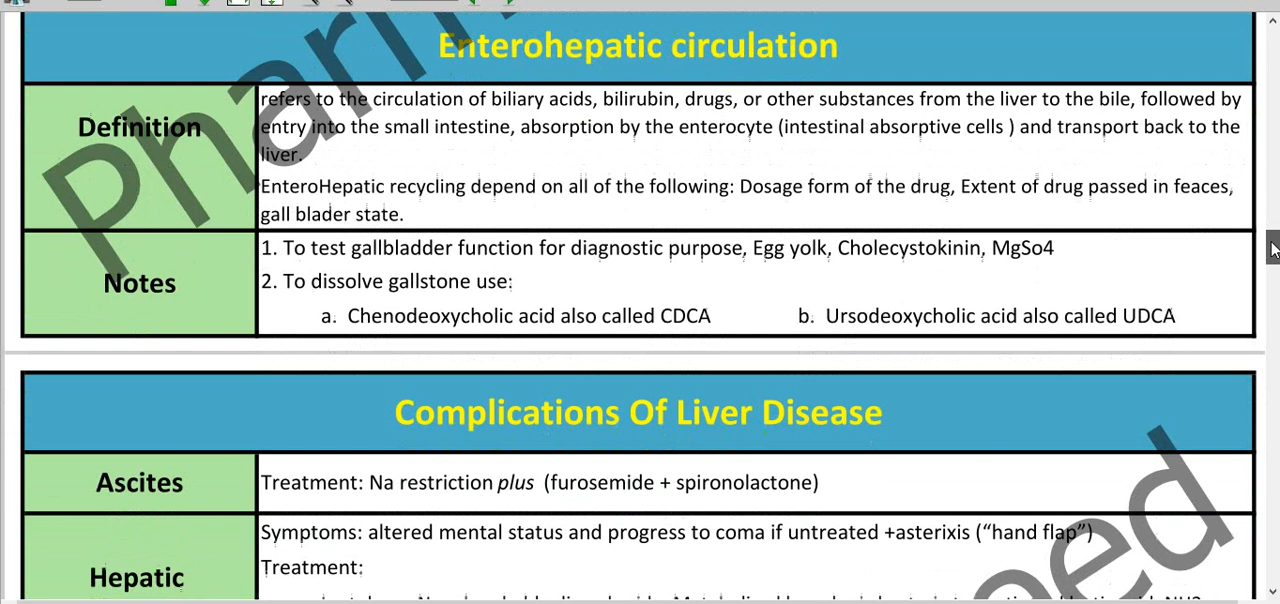 Enterohepatic circulation
Definition
refers to the circulation of biliary acids, bilirubin, drugs, or other substances from the liver to the bile, followed by
entry into the small intestine, absorption by the enterocyte (intestinal absorptive cells ) and transport back to the
liver.
EnteroHepatic recycling depend on all of the following: Dosage form of the drug, Extent of drug passed in feaces,
gall blader state.
Notes
1. To test gallbladder function for diagnostic purpose, Egg yolk, Cholecystokinin, MgSo4
2. To dissolve gallstone use:
a. Chenodeoxycholic acid also called CDCA b. Ursodeoxycholic acid also called UDCA
Complications Of Liver Disease
Ascites
Treatment: Na restriction plus (furosemide + spironolactone)
Hepatic
Symptoms: altered mental status and progress to coma if untreated +asterixis (“hand flap”)
Treatment: